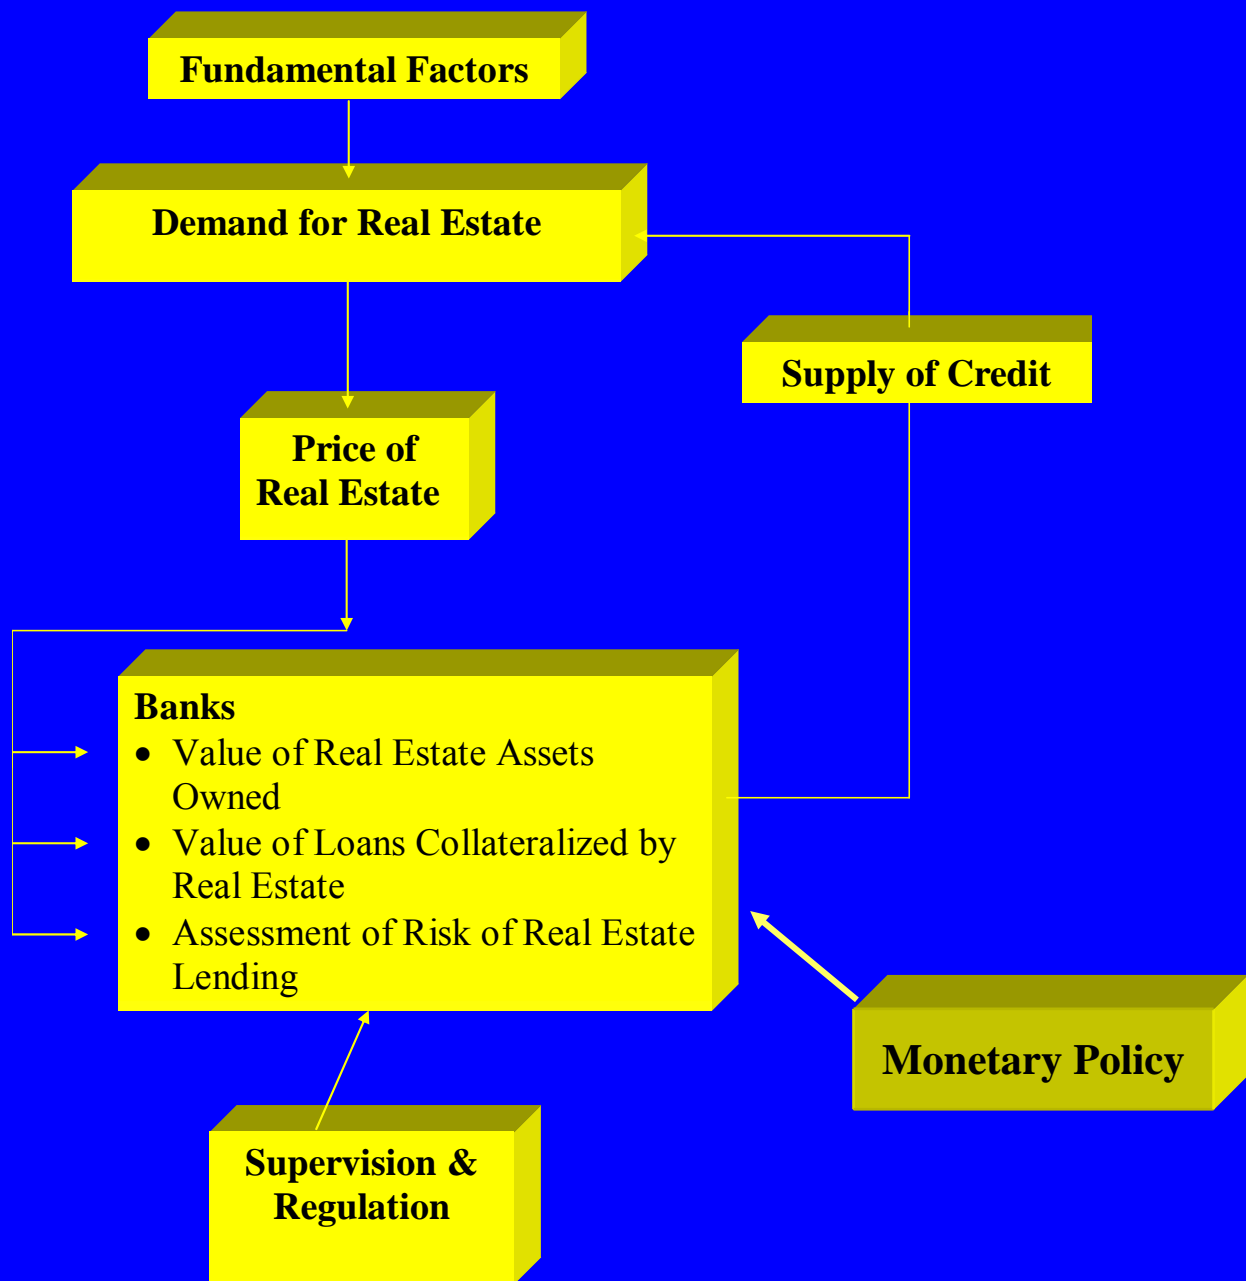 Fundamental Factors
Demand for Real Estate
Supply of Credit
Price of
Real Estate
Banks
• Value of Real Estate Assets
Owned
• Value of Loans Collateralized by
Real Estate
• Assessment of Risk of Real Estate
Lending
Monetary Policy
Supervision &
Regulation